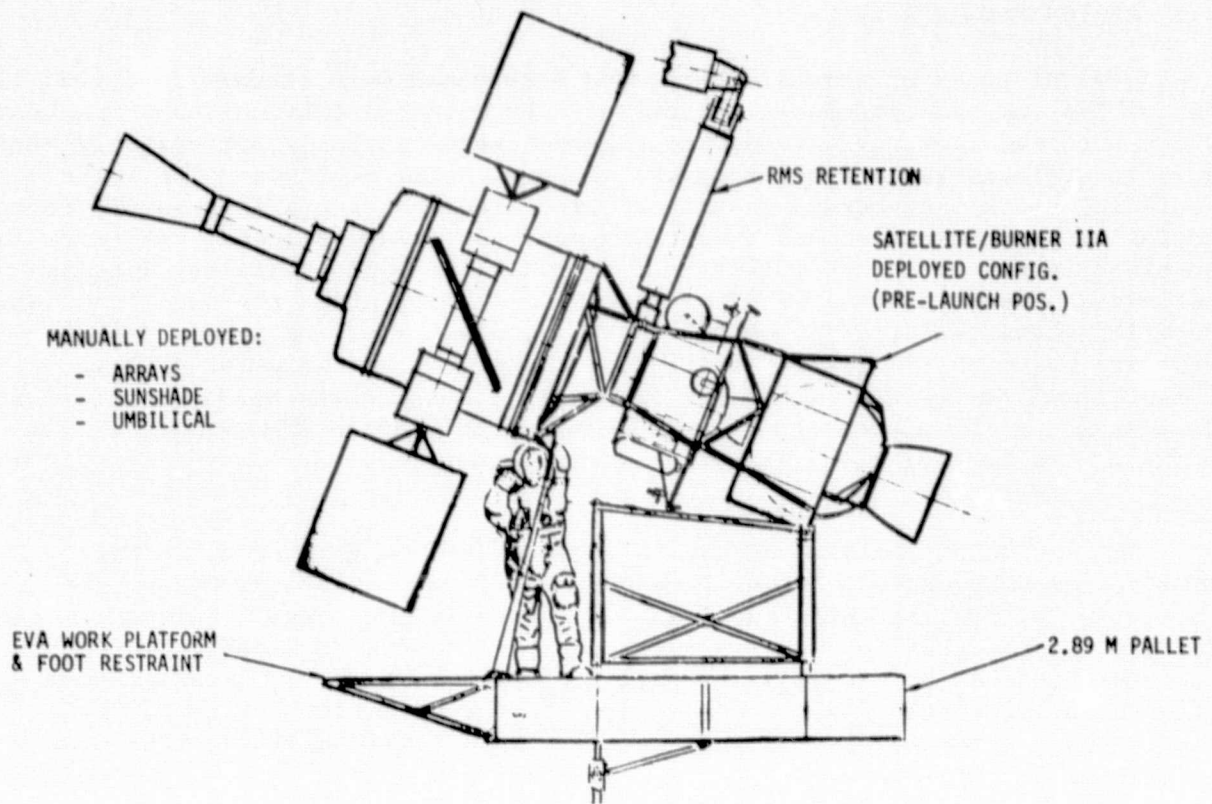 RMS RETENTION
SATELLITE/BURNER IIA
DEPLOYED CONFIG.
(PRE-LAUNCH POS.)
MANUALLY DEPLOYED:
- ARRAYS
- SUNSHADE
- UMBILICAL
EVA WORK PLATFORM
& FOOT RESTRAINT
2.89 M PALLET